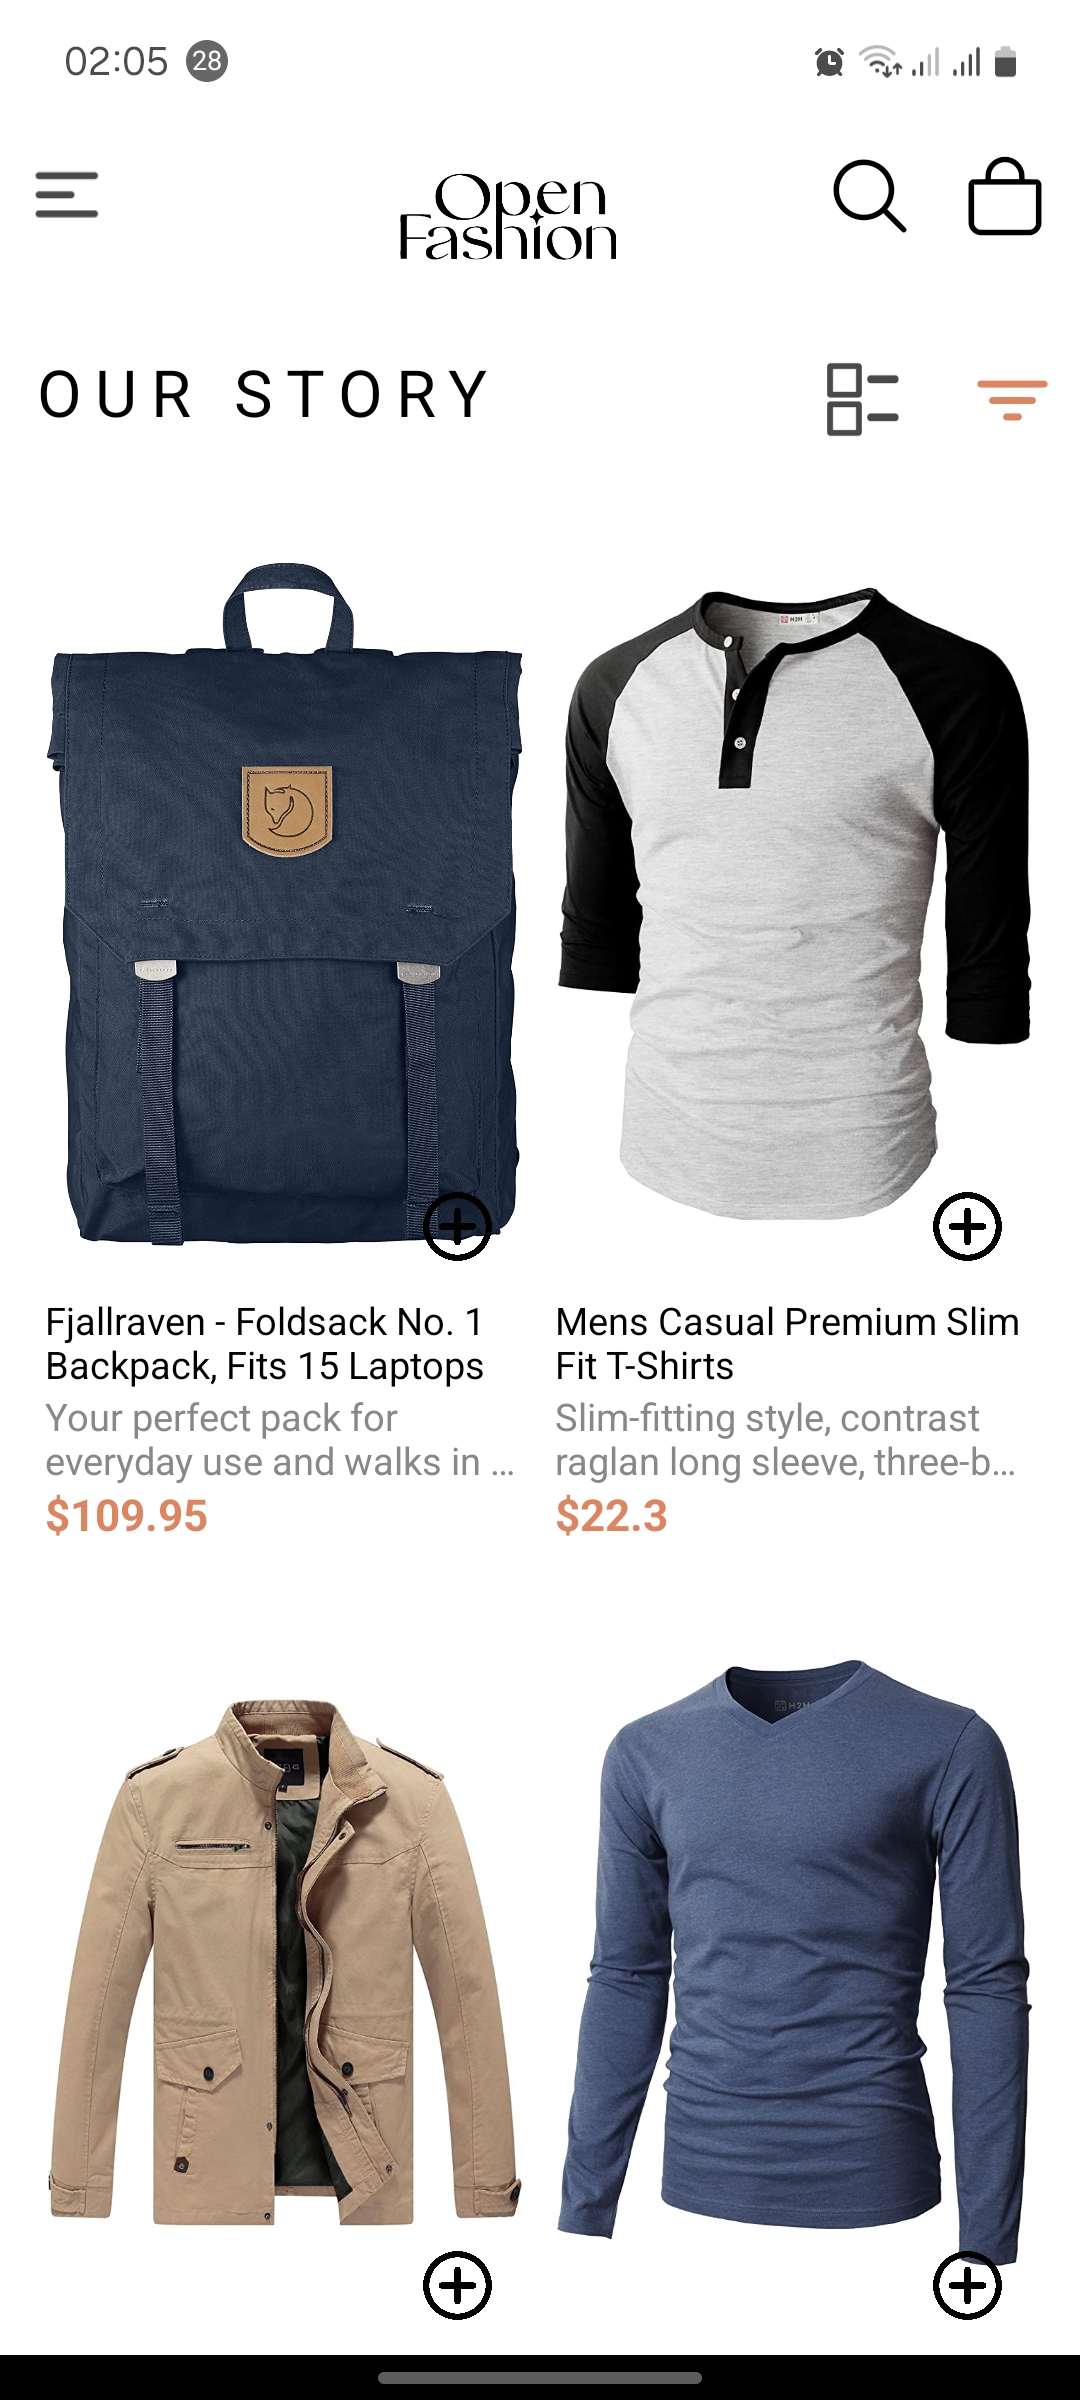 02:05 28
Open
Fashion
OUR STORY
H2H
Fjallraven - Foldsack No. 1
Backpack, Fits 15 Laptops
Your perfect pack for
everyday use and walks in ...
$109.95
Mens Casual Premium Slim
Fit T-Shirts
Slim-fitting style, contrast
raglan long sleeve, three-b...
$22.3
H2H